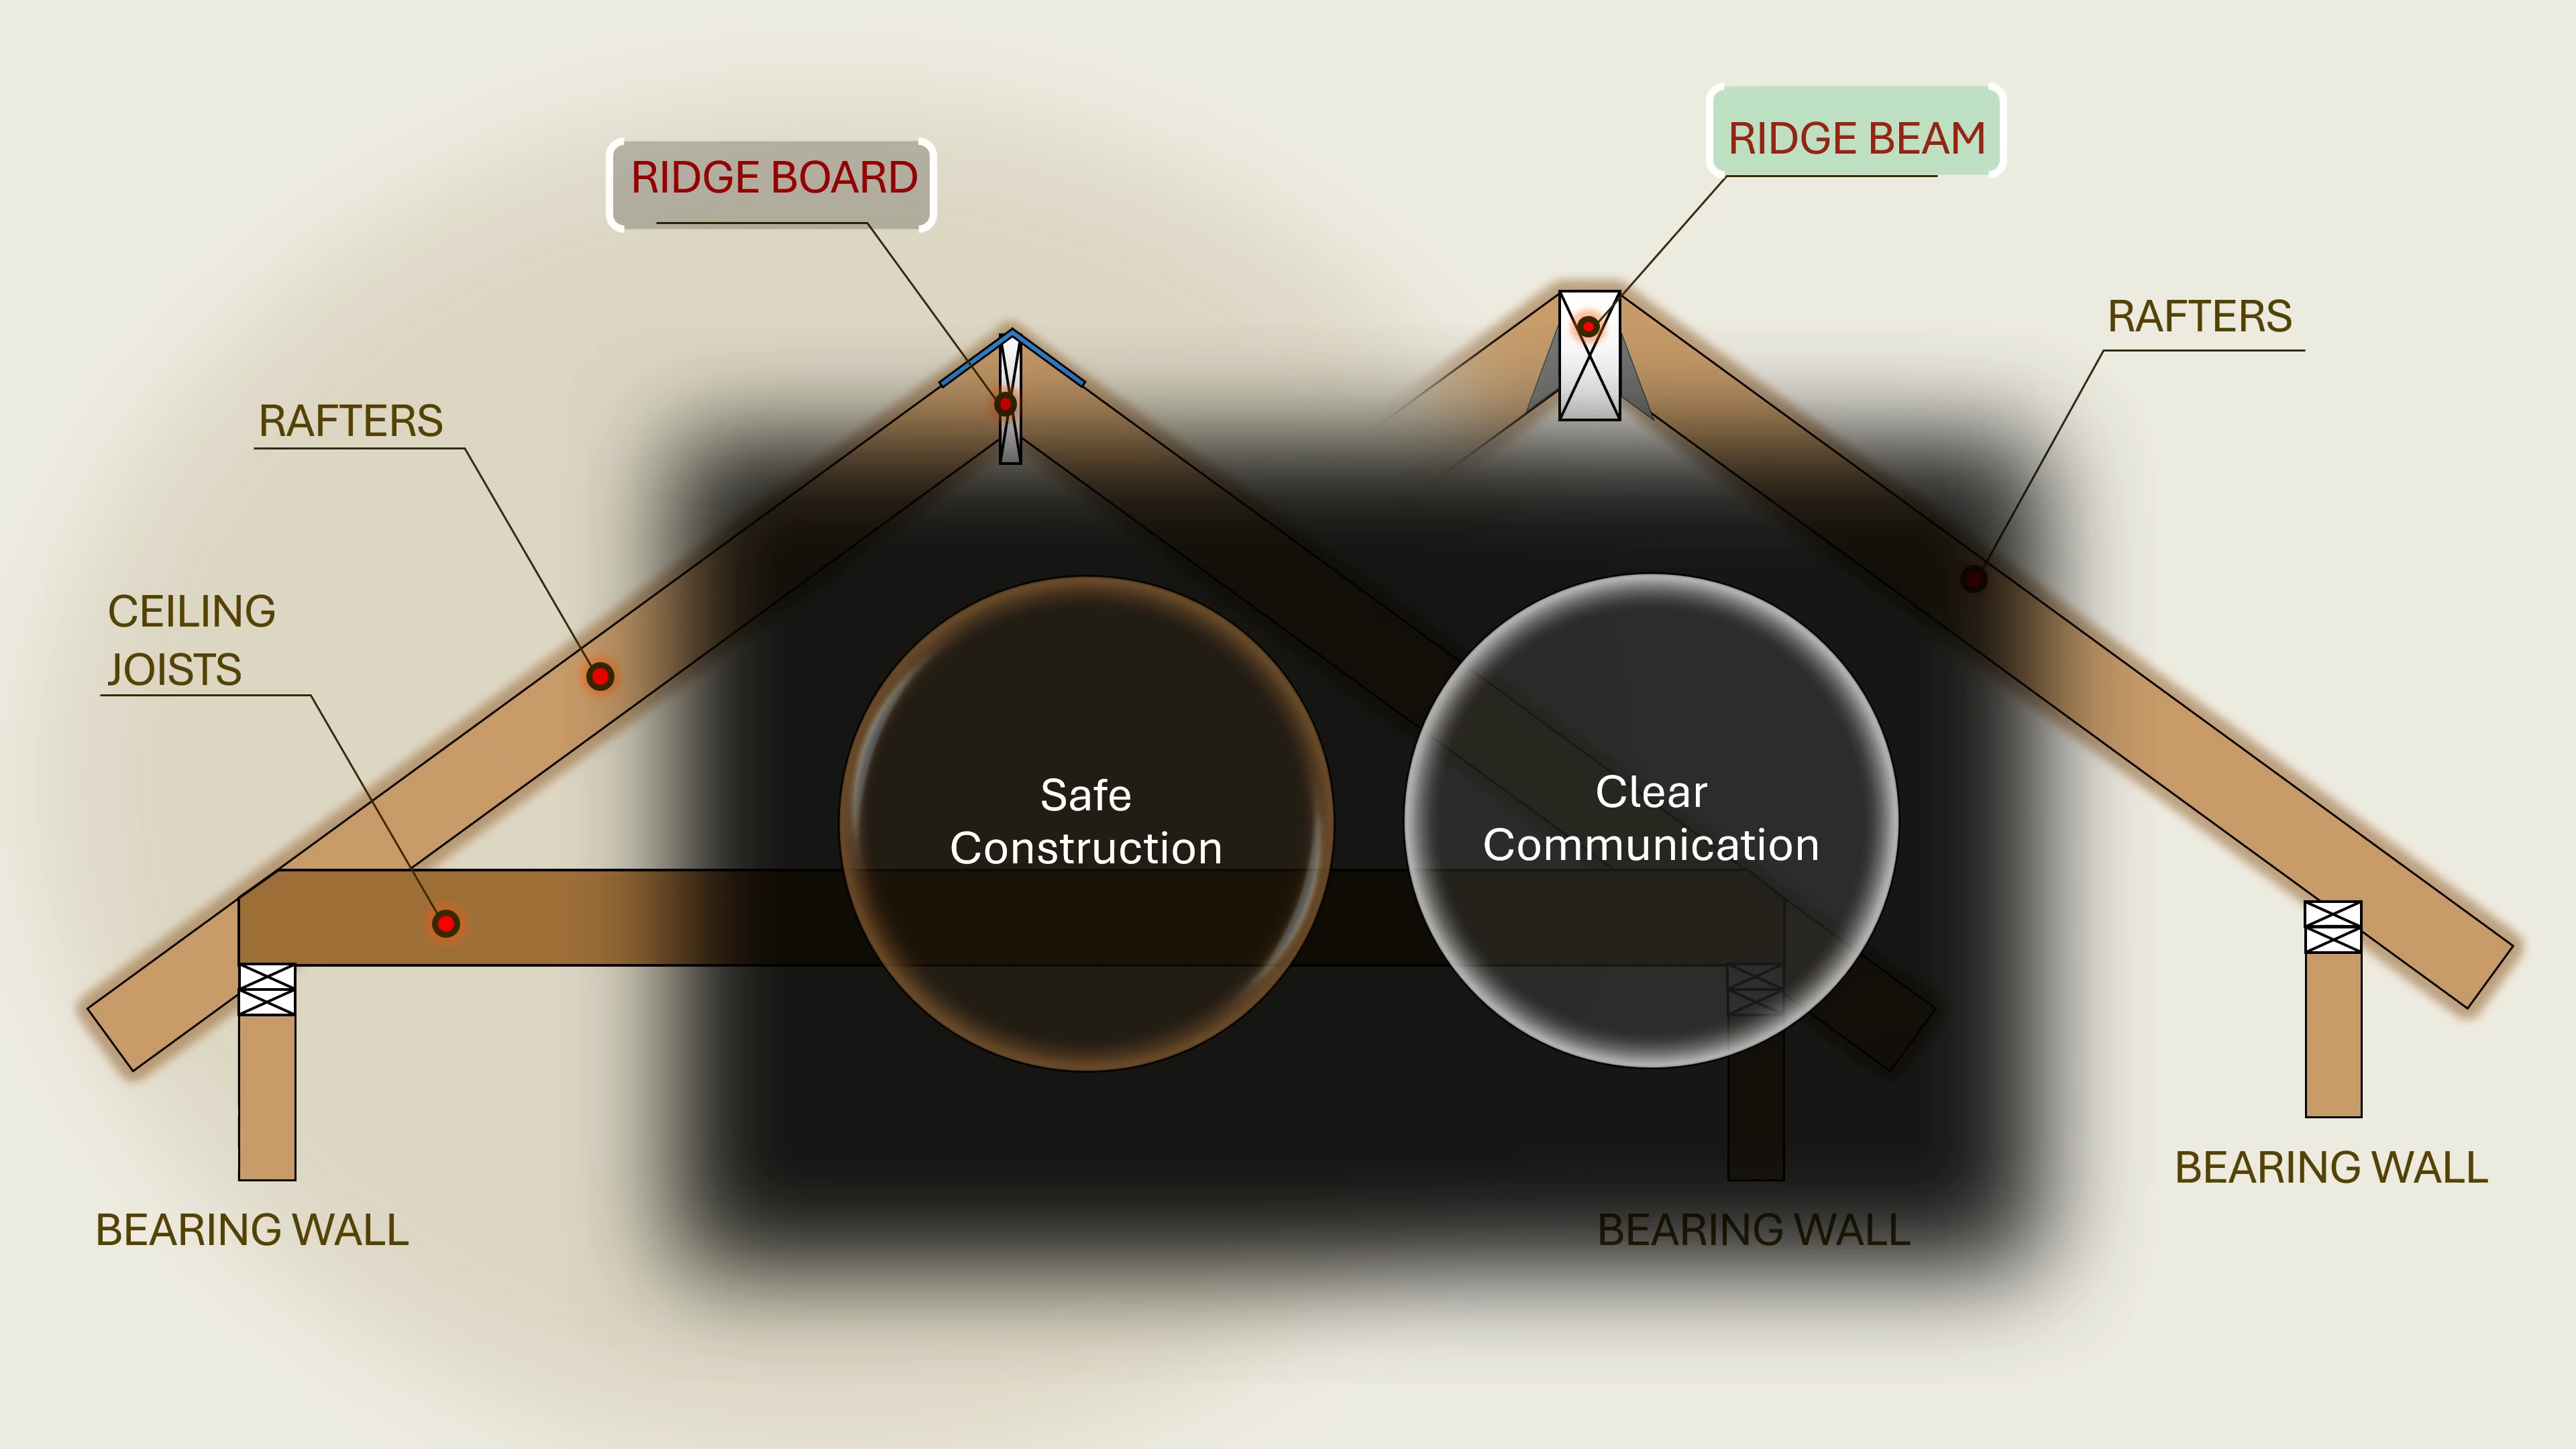 RIDGE BEAM
RIDGE BOARD
RAFTERS
RAFTERS
CEILING
JOISTS
Safe
Construction
Clear
Communication
BEARING WALL
BEARING WALL
BEARING WALL